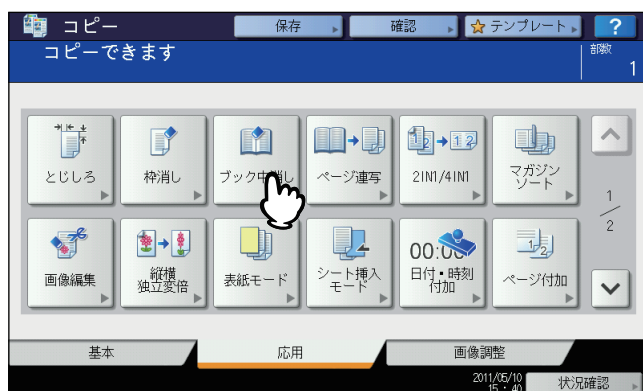 コピー
保存
確認
テンプレート
?
コピーできます
部数
1
とじしろ
枠消し
ブック中消し
ページ連写
2IN1/4IN1
マガジン
ソート
1
2
画像編集
縦横
独立変倍
表紙モード
シート挿入
モード
00:00
日付・時刻
付加
ページ付加
基本
応用
画像調整
2011/05/10
15 : 40
状況確認